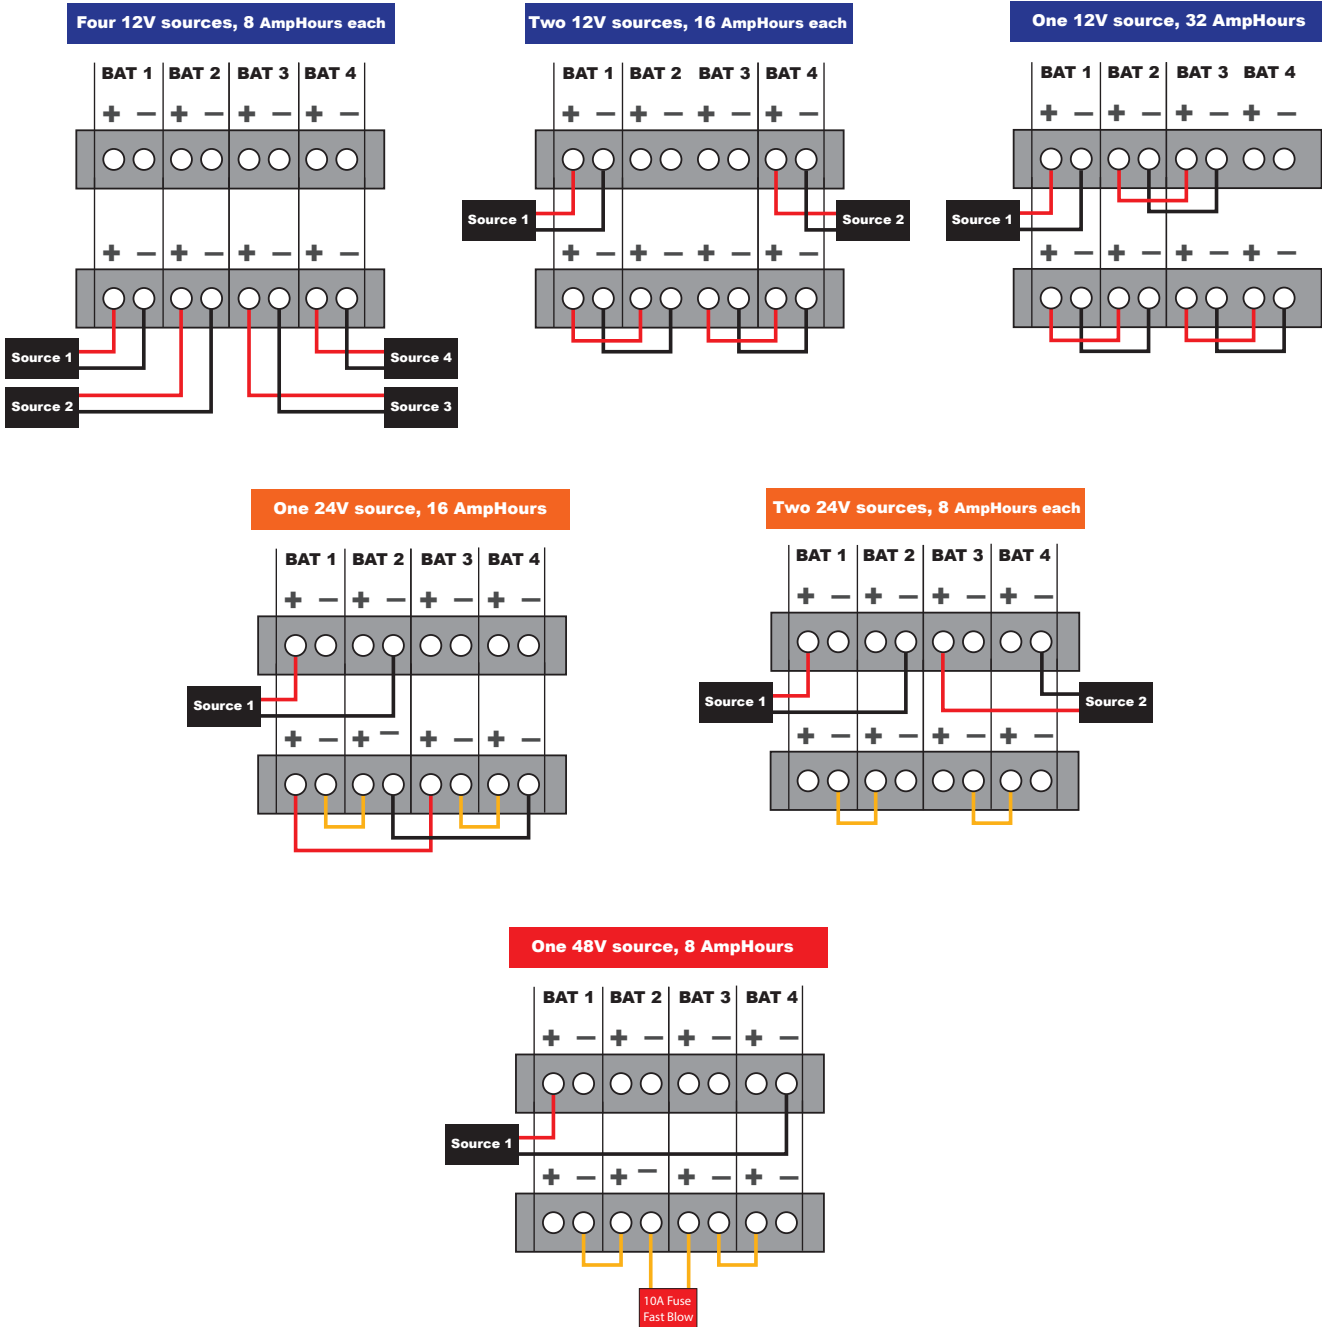 Four 12V sources, 8 AmpHours each
BAT 1 BAT 2 BAT 3 BAT 4
+ − + − + − + −
+ − + − + − + −
Source 1
Source 2
Source 4
Source 3
Two 12V sources, 16 AmpHours each
BAT 1 BAT 2 BAT 3 BAT 4
+ − + − + − + −
Source 1
Source 2
+ − + − + − + −
One 12V source, 32 AmpHours
BAT 1 BAT 2 BAT 3 BAT 4
+ − + − + − + −
Source 1
+ − + − + − + −
One 24V source, 16 AmpHours
BAT 1 BAT 2 BAT 3 BAT 4
+ − + − + − + −
Source 1
+ − + − + − + −
Two 24V sources, 8 AmpHours each
BAT 1 BAT 2 BAT 3 BAT 4
+ − + − + − + −
Source 1
Source 2
+ − + − + − + −
One 48V source, 8 AmpHours
BAT 1 BAT 2 BAT 3 BAT 4
+ − + − + − + −
Source 1
+ − + − + − + −
10A Fuse
Fast Blow